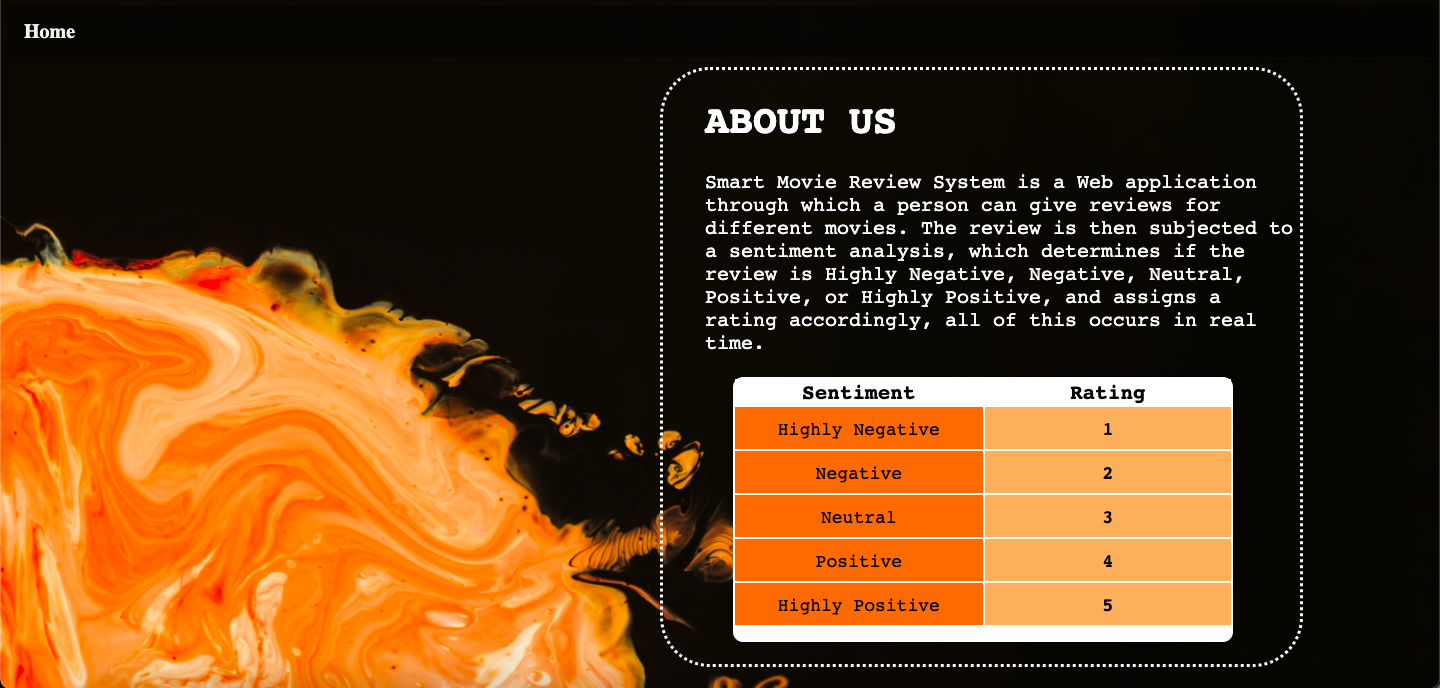 Home
ABOUT US
Smart Movie Review System is a Web application
through which a person can give reviews for
different movies. The review is then subjected to
a sentiment analysis, which determines if the
review is Highly Negative, Negative, Neutral,
Positive, or Highly Positive, and assigns a
rating accordingly, all of this occurs in real
time.
Sentiment Rating
Highly Negative 1
Negative 2
Neutral 3
Positive 4
Highly Positive 5